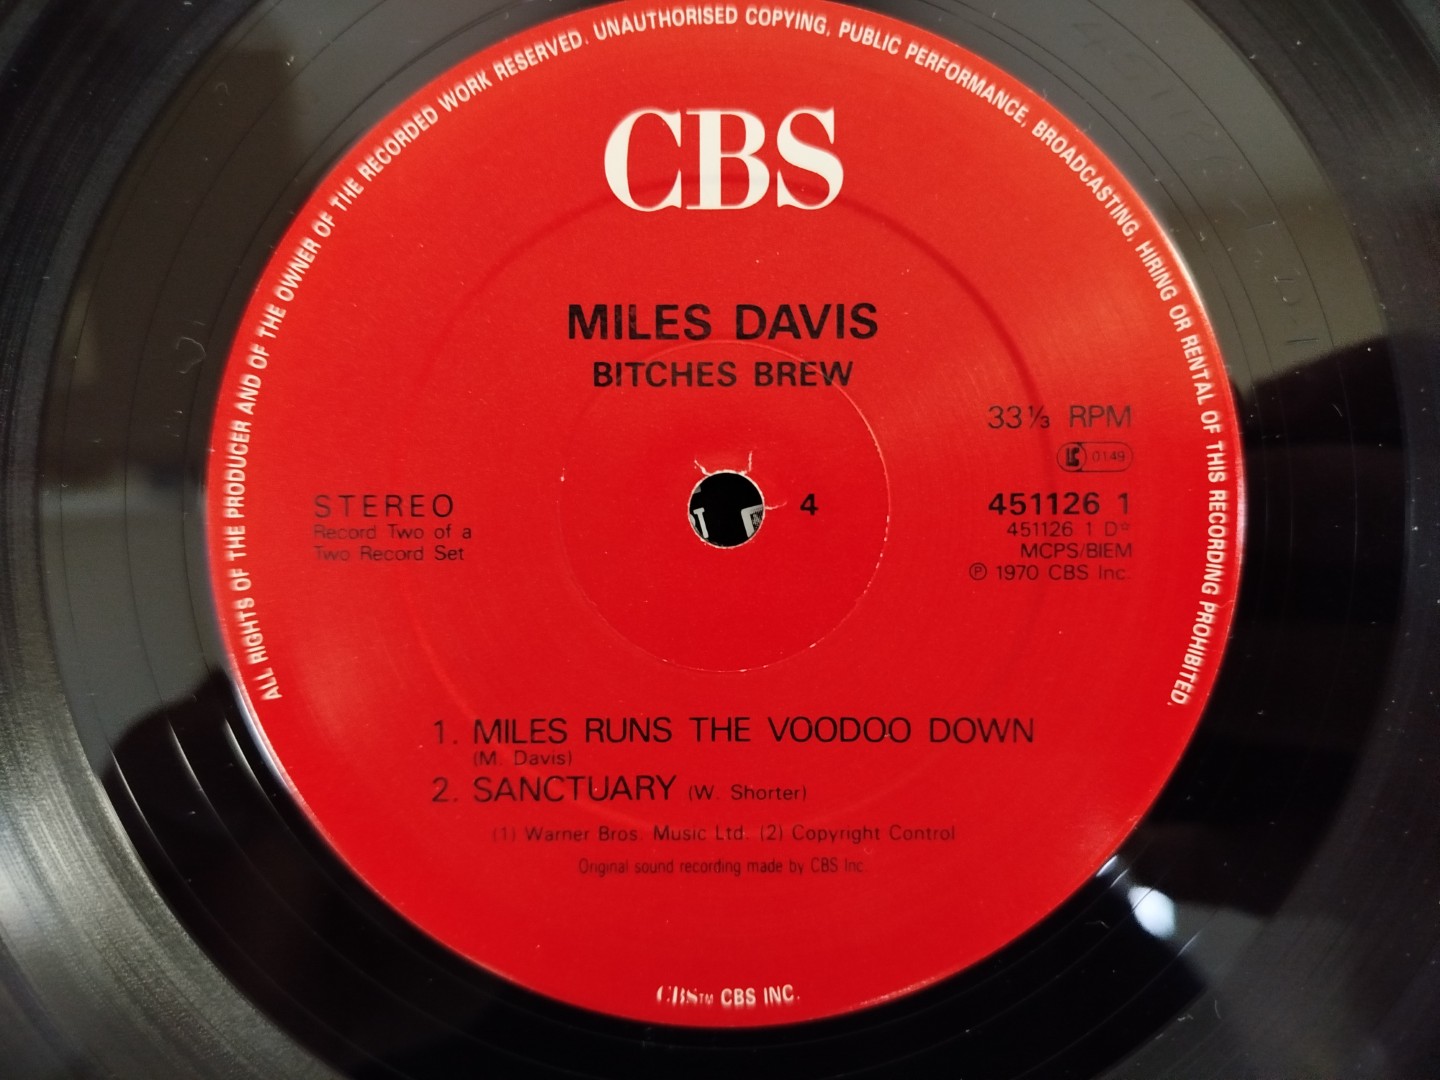 ALL RIGHTS OF THE PRODUCER AND OF THE OWNER OF THE RECORDED WORK RESERVED. UNAUTHORISED COPYING, PUBLIC PERFORMANCE, BROADCASTING, HIRING OR RENTAL OF THIS RECORDING PROHIBITED.
CBS
MILES DAVIS
BITCHES BREW
33⅓ RPM
LC 0149
STEREO
Record Two of a
Two Record Set
4
451126 1
451126 1 D☆
MCPS/BIEM
℗ 1970 CBS Inc.
1. MILES RUNS THE VOODOO DOWN
(M. Davis)
2. SANCTUARY (W. Shorter)
(1) Warner Bros. Music Ltd. (2) Copyright Control
Original sound recording made by CBS Inc.
CBS™ CBS INC.